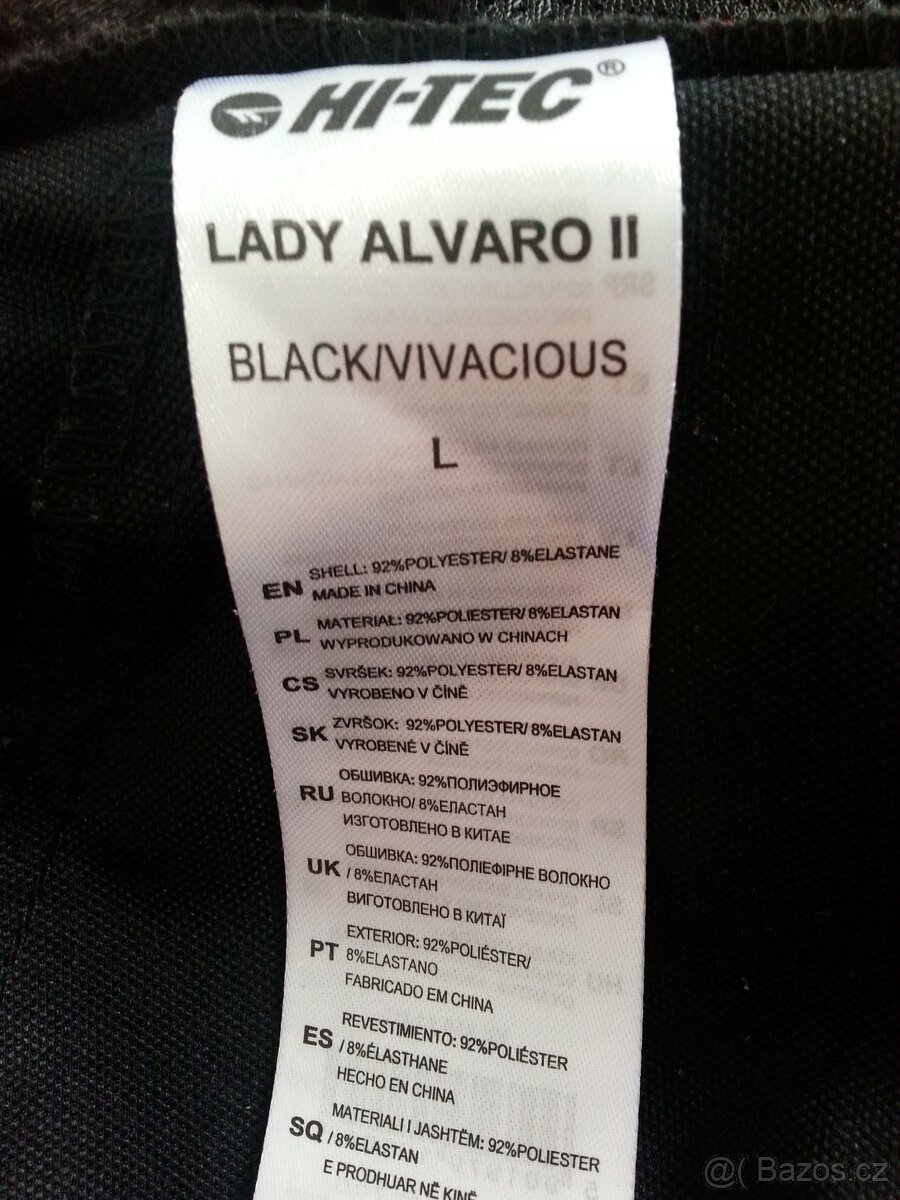 HI-TEC®
LADY ALVARO II
BLACK/VIVACIOUS
L
EN SHELL: 92%POLYESTER/ 8%ELASTANE
MADE IN CHINA
PL MATERIAŁ: 92%POLIESTER/ 8%ELASTAN
WYPRODUKOWANO W CHINACH
CS SVRŠEK: 92%POLYESTER/ 8%ELASTAN
VYROBENO V ČÍNĚ
SK ZVRŠOK: 92%POLYESTER/ 8%ELASTAN
VYROBENÉ V ČÍNĚ
RU ОБШИВКА: 92%ПОЛИЭФИРНОЕ
ВОЛОКНО/ 8%ЕЛАСТАН
ИЗГОТОВЛЕНО В КИТАЕ
UK ОБШИВКА: 92%ПОЛІЕФІРНЕ ВОЛОКНО
/ 8%ЕЛАСТАН
ВИГОТОВЛЕНО В КИТАЇ
PT EXTERIOR: 92%POLIÉSTER/
8%ELASTANO
FABRICADO EM CHINA
ES REVESTIMIENTO: 92%POLIÉSTER
/ 8%ÉLASTHANE
HECHO EN CHINA
SQ MATERIALI I JASHTËM: 92%POLIESTER
/ 8%ELASTAN
E PRODHUAR NË KINË
@( Bazos.cz